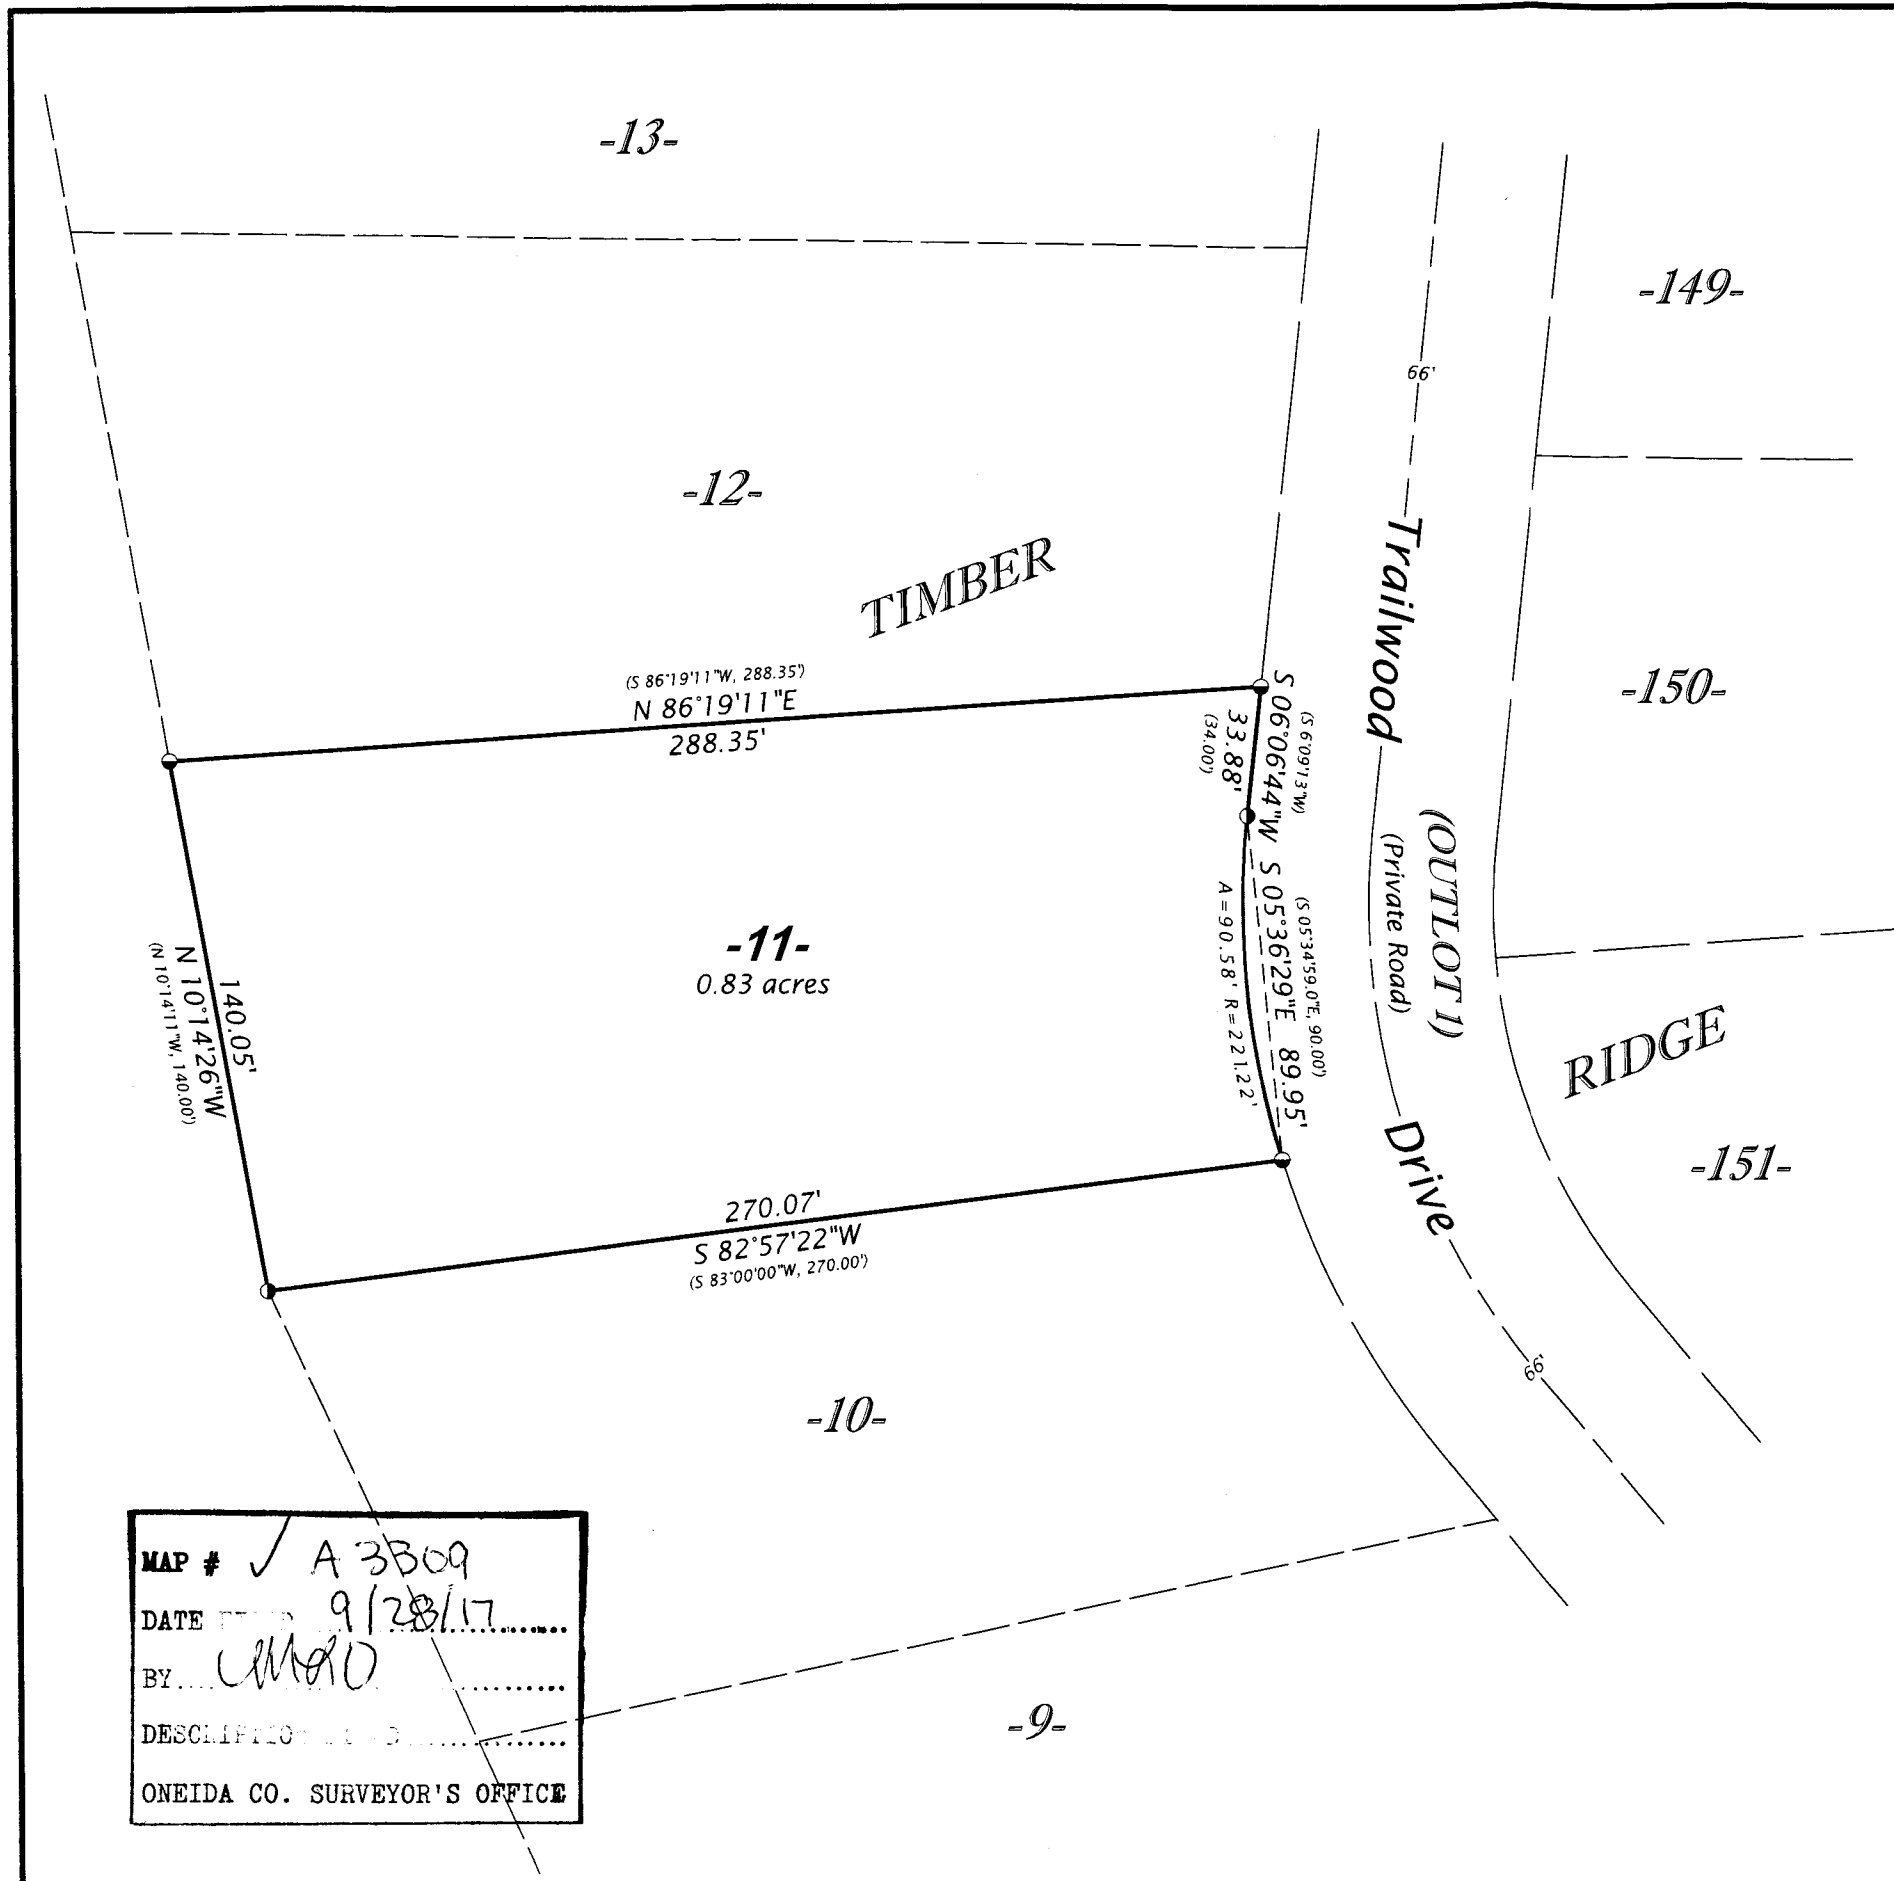 -13-
-149-
66'
-12-
TIMBER
Trailwood
-150-
(S 86°19'11"W, 288.35')
N 86°19'11"E
288.35'
(S 6°09'13"W)
S 06°06'44"W
33.88'
(34.00')
(OUTLOT 1)
(Private Road)
(S 05°34'59.0"E, 90.00')
S 05°36'29"E 89.95'
A=90.58' R=221.22'
-11-
0.83 acres
140.05'
N 10°14'26"W
(N 10°14'11"W, 140.00')
RIDGE
Drive
-151-
270.07'
S 82°57'22"W
(S 83°00'00"W, 270.00')
66'
-10-
MAP # ✓ A 3309
DATE 9/28/17
BY
DESCRIPTION
ONEIDA CO. SURVEYOR'S OFFICE
-9-